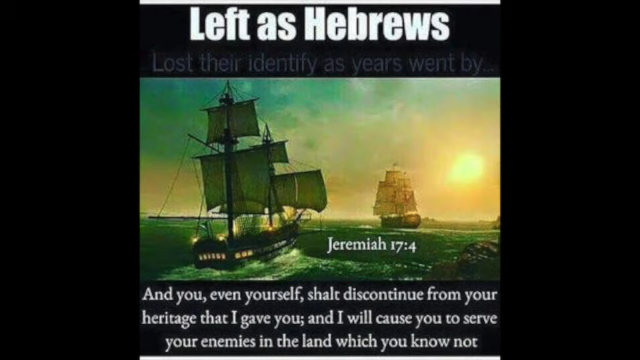 Left as Hebrews
Lost their identify as years went by...
Jeremiah 17:4
And you, even yourself, shalt discontinue from your
heritage that I gave you; and I will cause you to serve
your enemies in the land which you know not